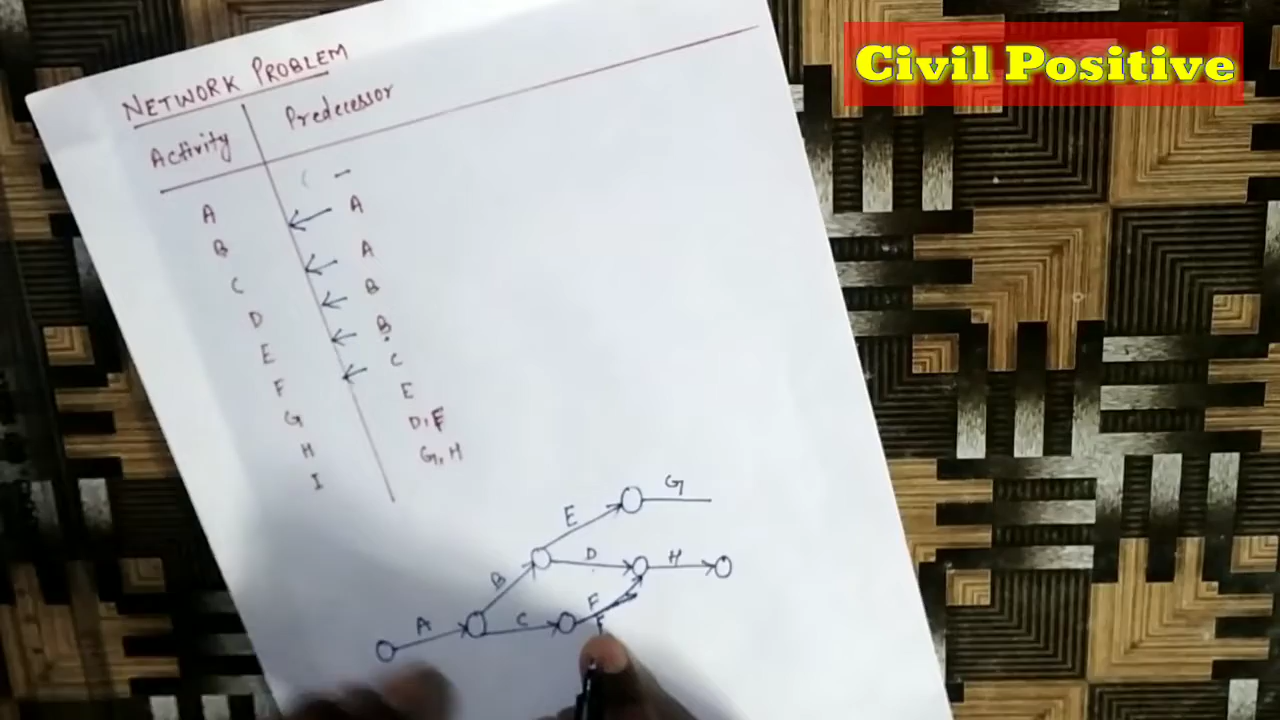 Civil Positive
NETWORK PROBLEM
Activity Predecessor
A -
B A
C A
D B
E B
F C
G E
H D, F
I G, H
E G
B D H
A C F
F